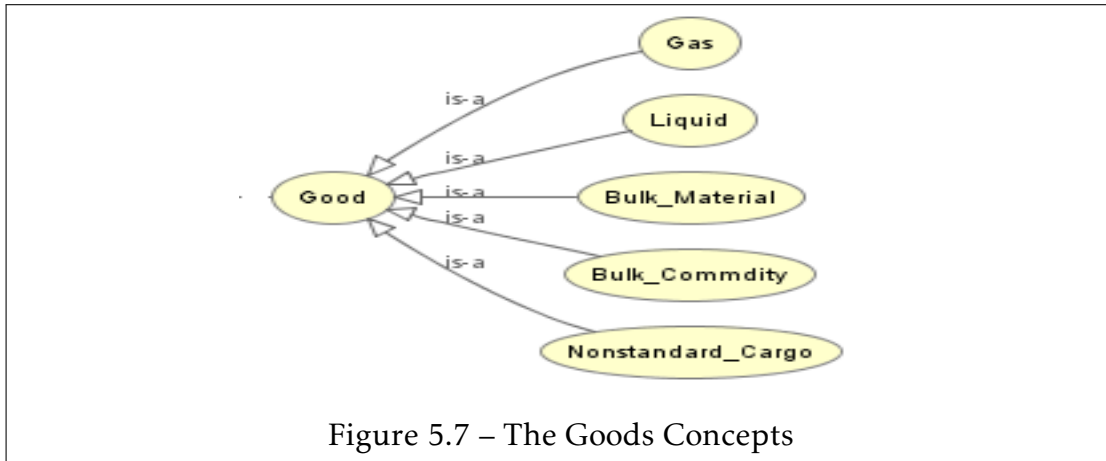 Gas
is-a
Liquid
is-a
Good
is-a
Bulk_Material
is-a
Bulk_Commdity
is-a
Nonstandard_Cargo
Figure 5.7 – The Goods Concepts